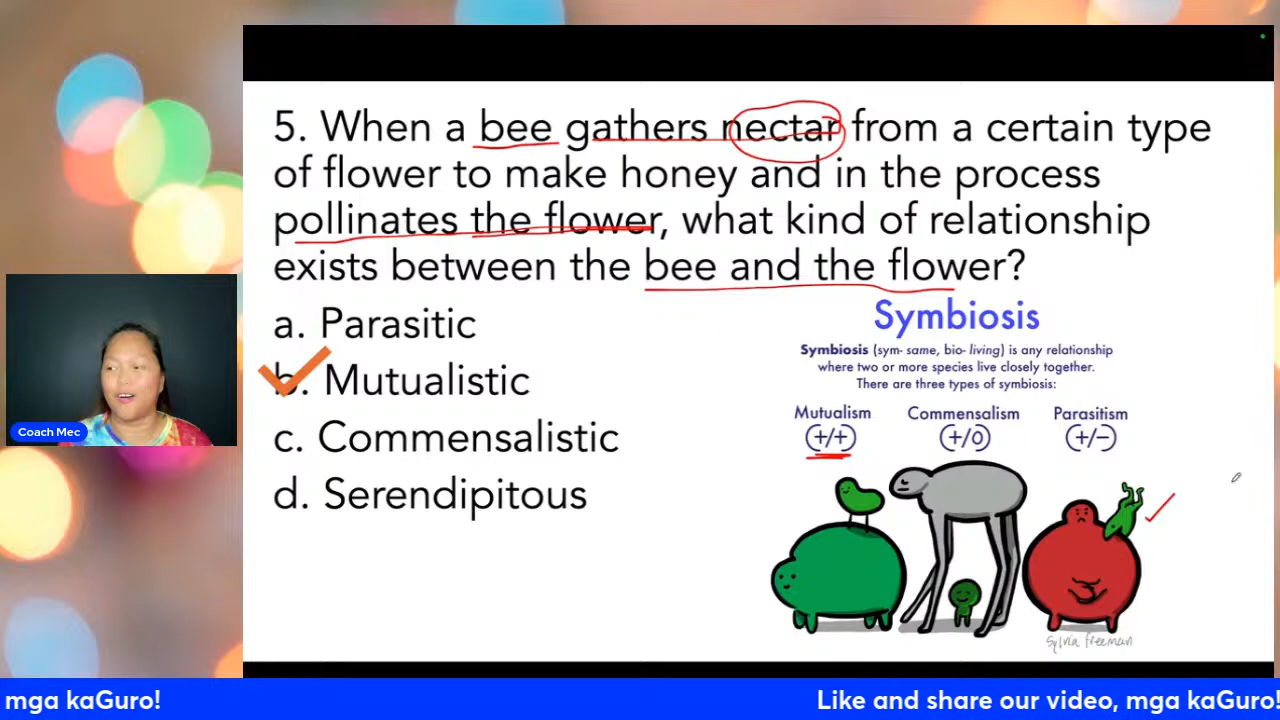 5. When a bee gathers nectar from a certain type
of flower to make honey and in the process
pollinates the flower, what kind of relationship
exists between the bee and the flower?
a. Parasitic
b. Mutualistic
c. Commensalistic
d. Serendipitous
Symbiosis
Symbiosis (sym- same, bio- living) is any relationship
where two or more species live closely together.
There are three types of symbiosis:
Mutualism Commensalism Parasitism
(+/+) (+/0) (+/-)
Sylvia Freeman
Coach Mec
mga kaGuro! Like and share our video, mga kaGuro!